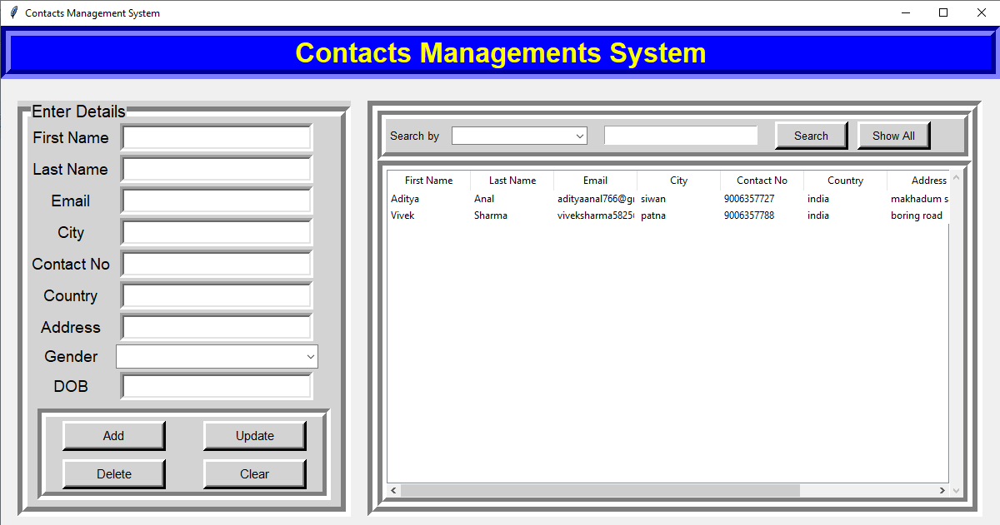 Contacts Management System
Contacts Managements System
Enter Details
First Name
Last Name
Email
City
Contact No
Country
Address
Gender
DOB
Add Update
Delete Clear
Search by Search Show All
First Name Last Name Email City Contact No Country Address
Aditya Anal adityaanal766@g siwan 9006357727 india makhadum s
Vivek Sharma viveksharma5825 patna 9006357788 india boring road